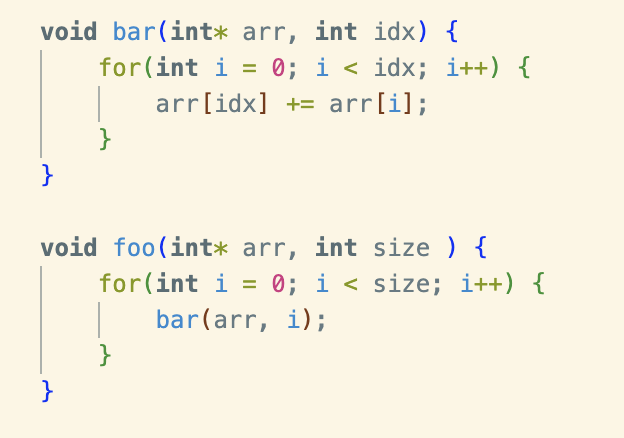 void bar(int* arr, int idx) {
    for(int i = 0; i < idx; i++) {
        arr[idx] += arr[i];
    }
}

void foo(int* arr, int size ) {
    for(int i = 0; i < size; i++) {
        bar(arr, i);
    }
}